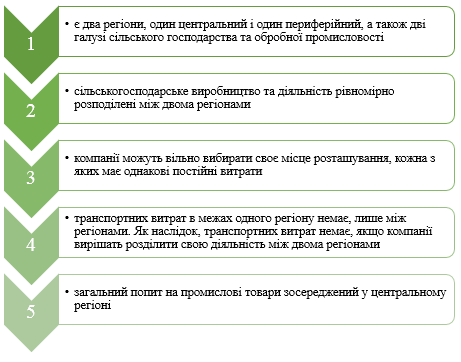 1
• є два регіони, один центральний і один периферійний, а також дві
галузі сільського господарства та обробної промисловості
2
• сільськогосподарське виробництво та діяльність рівномірно
розподілені між двома регіонами
3
• компанії можуть вільно вибирати своє місце розташування, кожна з
яких має однакові постійні витрати
4
• транспортних витрат в межах одного регіону немає, лише між
регіонами. Як наслідок, транспортних витрат немає, якщо компанії
вирішать розділити свою діяльність між двома регіонами
5
• загальний попит на промислові товари зосереджений у центральному
регіоні